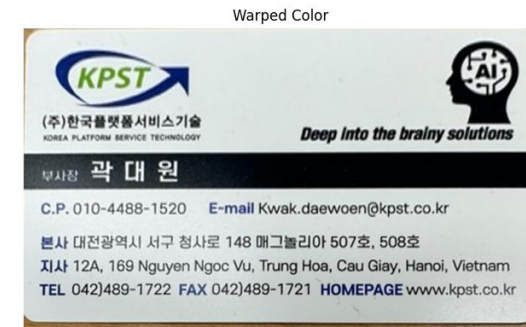 Warped Color
KPST
(주)한국플랫폼서비스기술
KOREA PLATFORM SERVICE TECHNOLOGY
AI
Deep into the brainy solutions
부사장 곽 대 원
C.P. 010-4488-1520 E-mail Kwak.daewoen@kpst.co.kr
본사 대전광역시 서구 청사로 148 매그놀리아 507호, 508호
지사 12A, 169 Nguyen Ngoc Vu, Trung Hoa, Cau Giay, Hanoi, Vietnam
TEL 042)489-1722 FAX 042)489-1721 HOMEPAGE www.kpst.co.kr